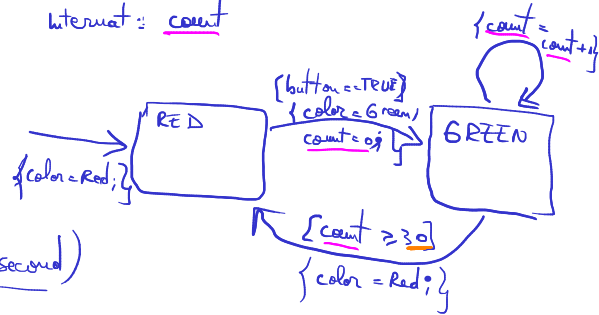 Internal : count
{count =
count+1}
[button==TRUE]
{color=Green;
count=0;}
RED
GREEN
{color=Red;}
[count ≥ 30]
{color = Red;}
second)